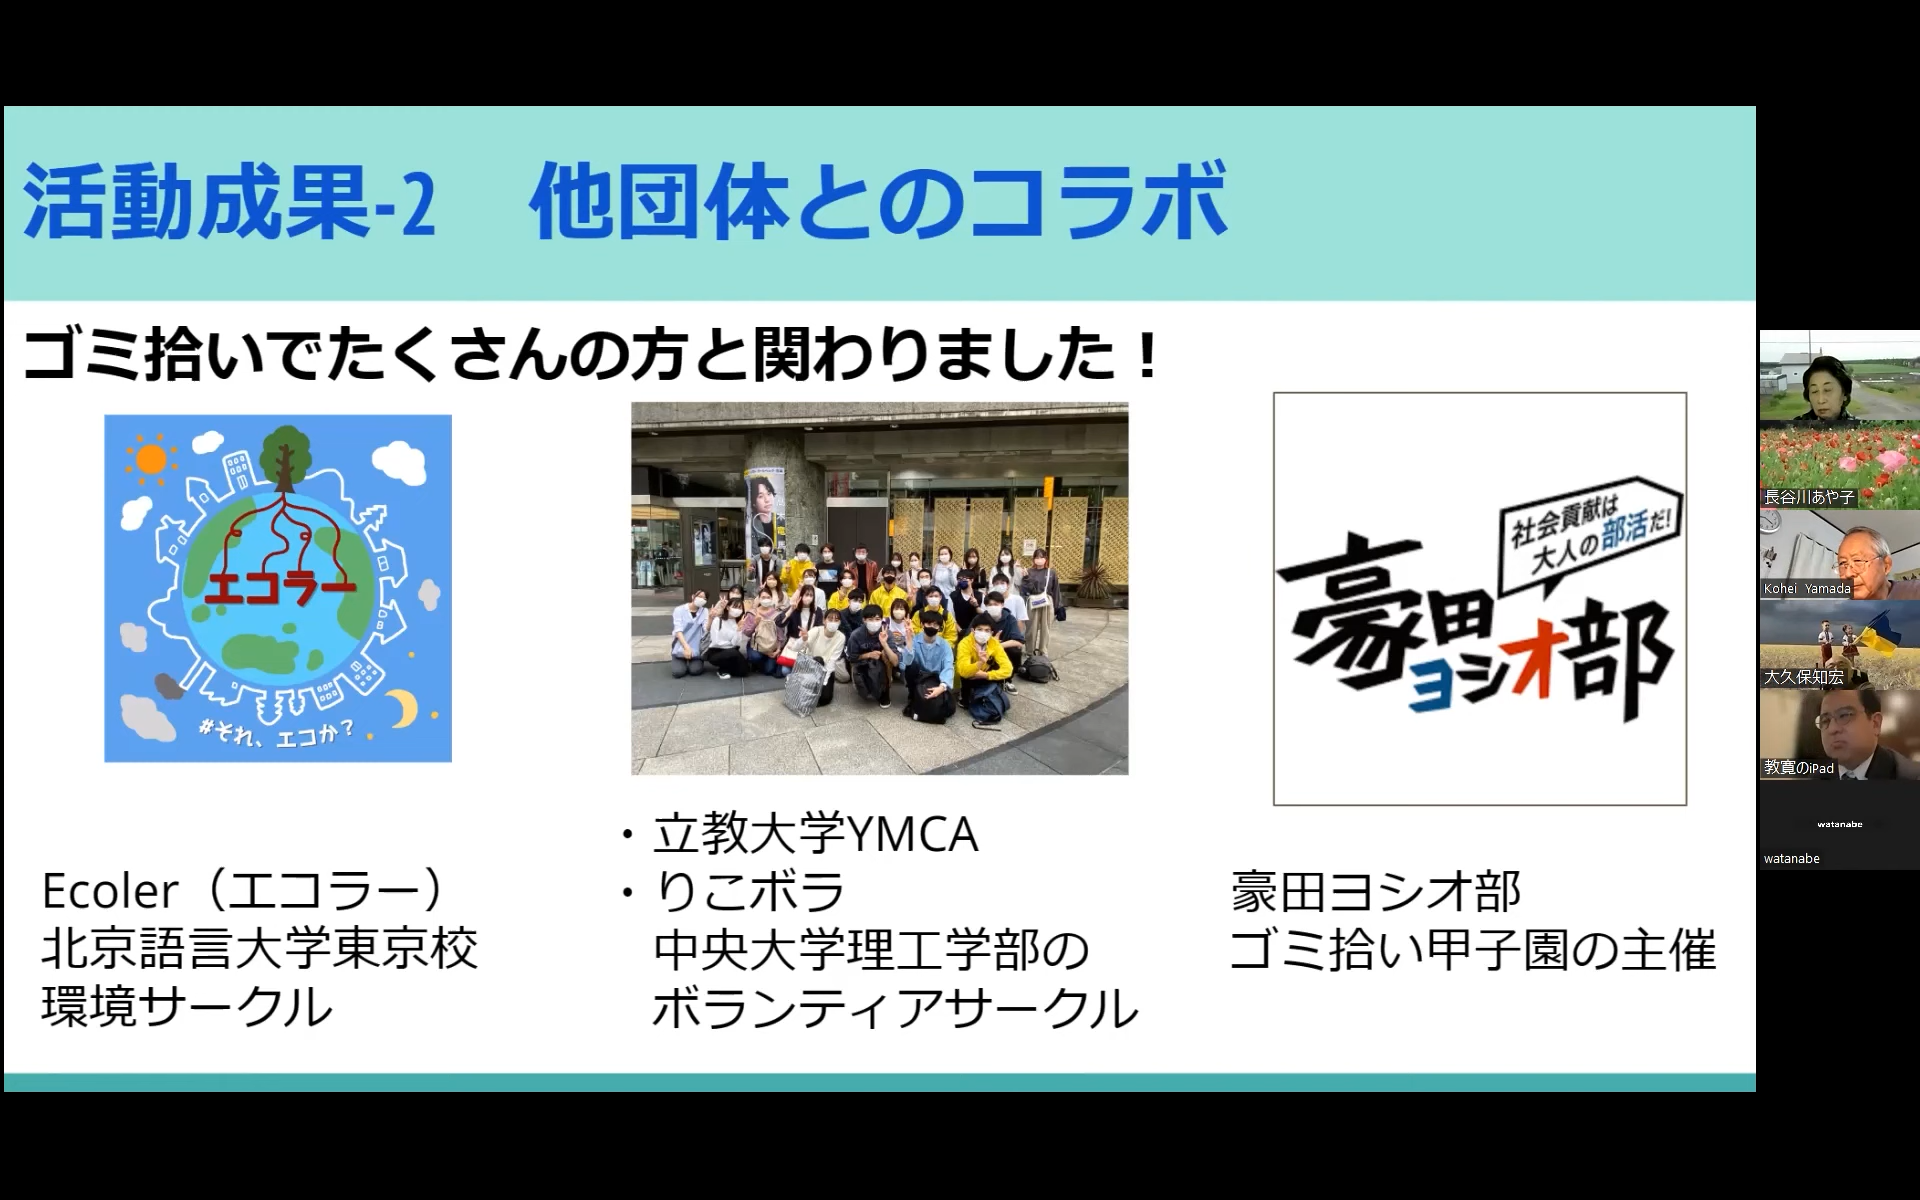 活動成果-2　他団体とのコラボ
ゴミ拾いでたくさんの方と関わりました！
エコラー
#それ、エコか？
社会貢献は
大人の部活だ!
豪田
ヨシオ部
Ecoler（エコラー）
北京語言大学東京校
環境サークル
・立教大学YMCA
・りこボラ
中央大学理工学部の
ボランティアサークル
豪田ヨシオ部
ゴミ拾い甲子園の主催
長谷川あや子
Kohei Yamada
大久保知宏
教寛のiPad
watanabe
watanabe